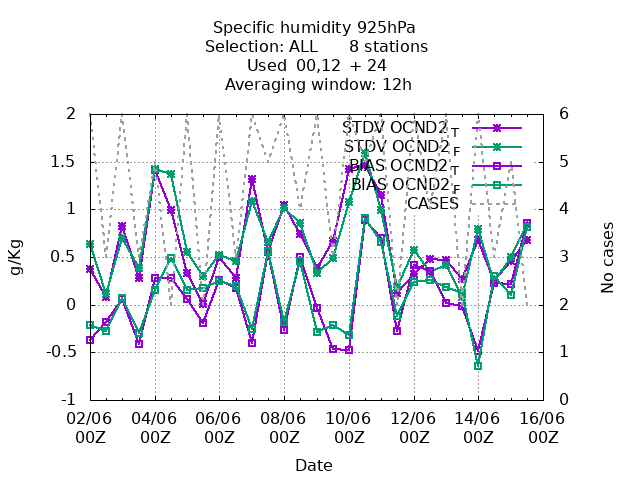 Specific humidity 925hPa
Selection: ALL      8 stations
Used  00,12  + 24
Averaging window: 12h
2
1.5
1
0.5
0
-0.5
-1
g/Kg
6
5
4
3
2
1
0
No cases
STDV OCND2_T
STDV OCND2_F
BIAS OCND2_T
BIAS OCND2_F
CASES
02/06 04/06 06/06 08/06 10/06 12/06 14/06 16/06
00Z 00Z 00Z 00Z 00Z 00Z 00Z 00Z
Date